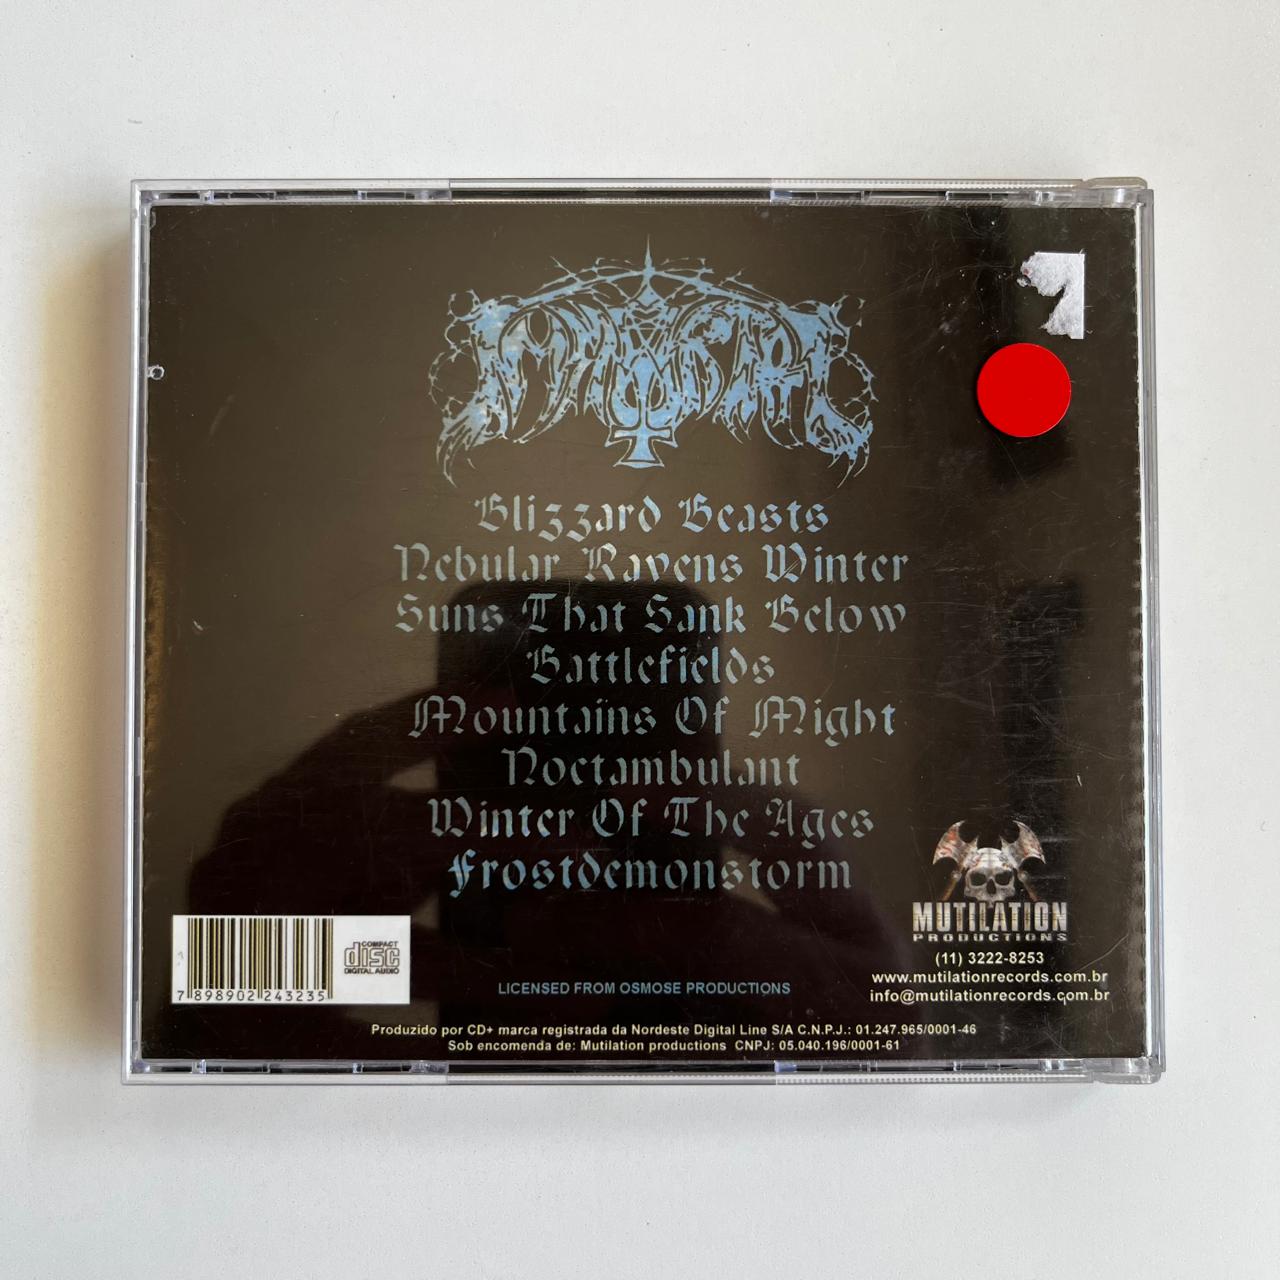 IMMORTAL
Blizzard Beasts
Nebular Ravens Winter
Suns That Sank Below
Battlefields
Mountains Of Might
Noctambulant
Winter Of The Ages
Frostdemonstorm
MUTILATION
PRODUCTIONS
(11) 3222-8253
www.mutilationrecords.com.br
info@mutilationrecords.com.br
COMPACT
disc
DIGITAL AUDIO
7 898902 243235
LICENSED FROM OSMOSE PRODUCTIONS
Produzido por CD+ marca registrada da Nordeste Digital Line S/A C.N.P.J.: 01.247.965/0001-46
Sob encomenda de: Mutilation productions CNPJ: 05.040.196/0001-61